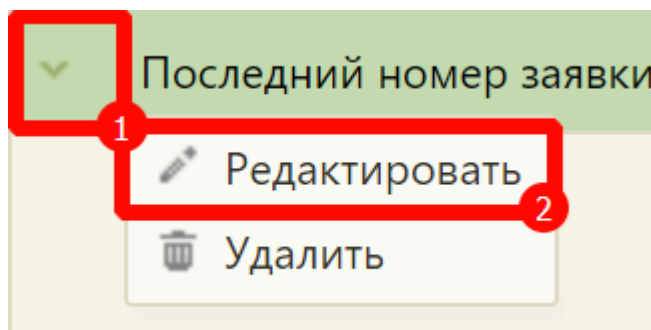 Последний номер заявки
1
Редактировать
2
Удалить